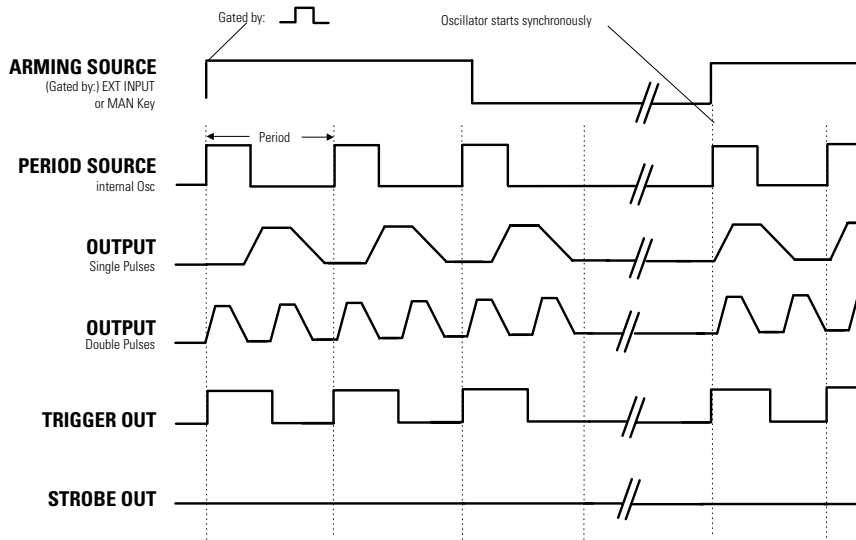 Gated by:
Oscillator starts synchronously
ARMING SOURCE
(Gated by:) EXT INPUT
or MAN Key
Period
PERIOD SOURCE
internal Osc
OUTPUT
Single Pulses
OUTPUT
Double Pulses
TRIGGER OUT
STROBE OUT